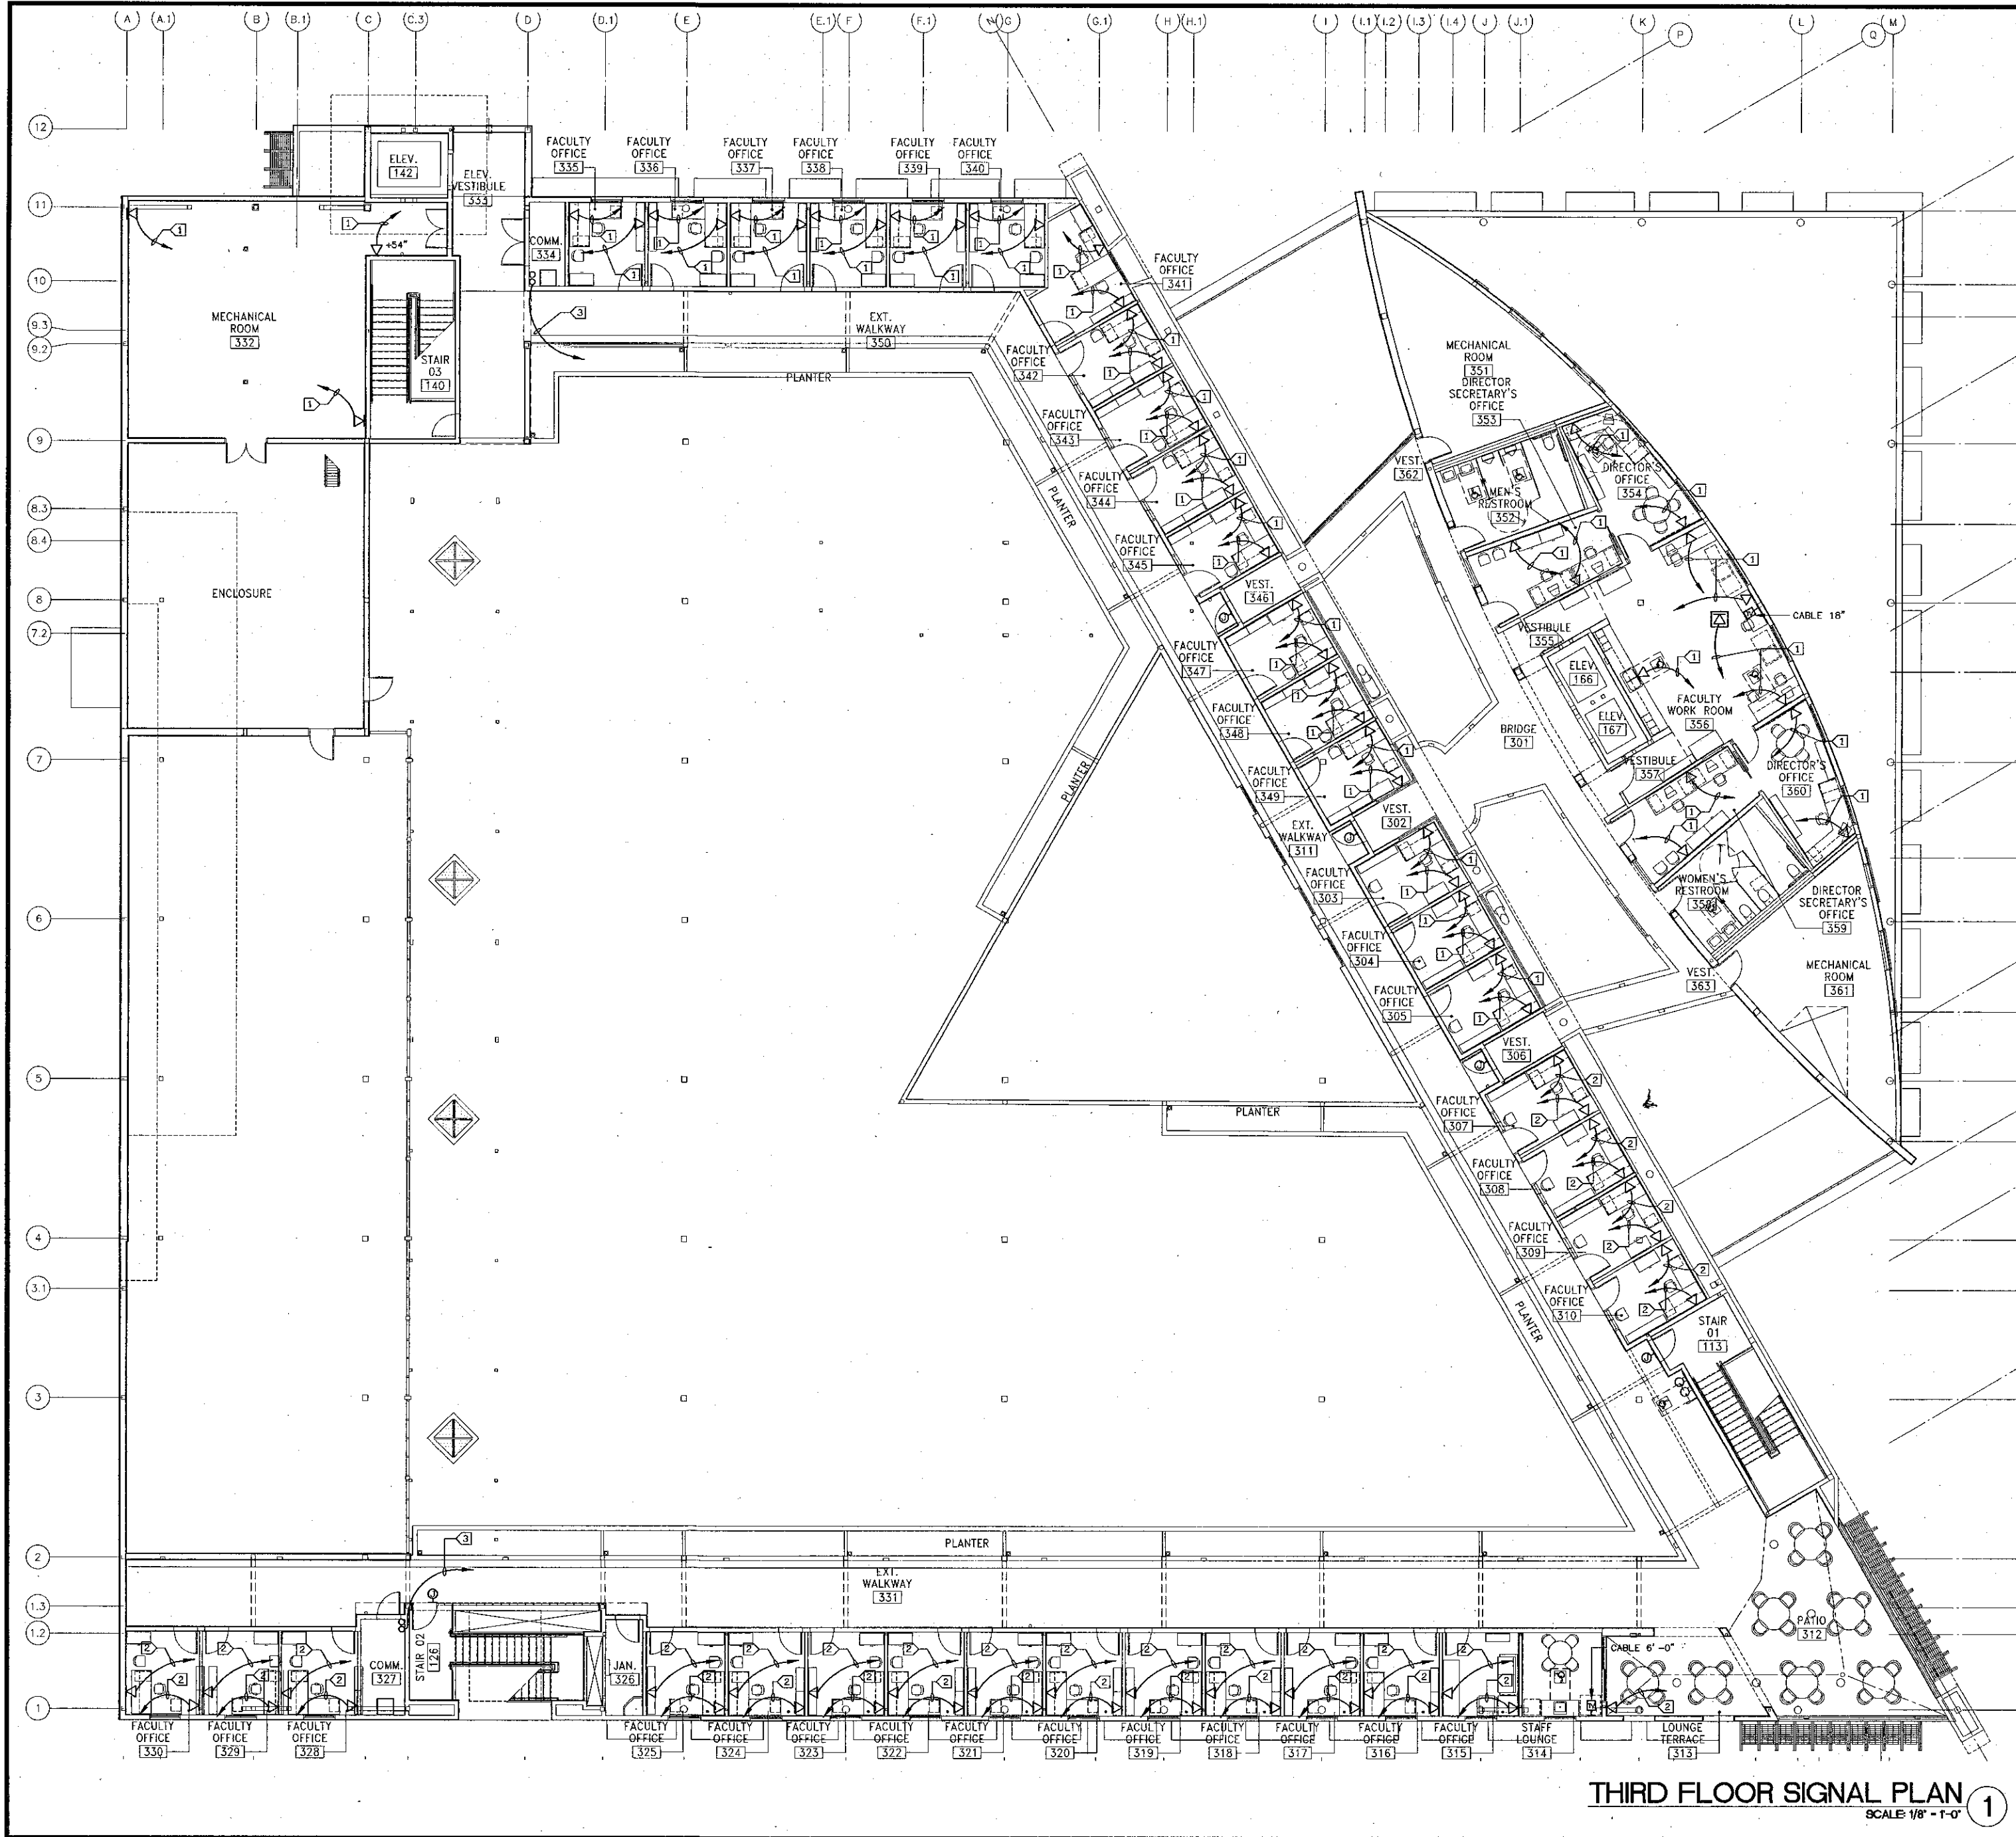 A
A.1
B
B.1
C
C.3
D
D.1
E
E.1
F
F.1
N
G
G.1
H
H.1
I
I.1
I.2
I.3
I.4
J
J.1
K
L
M
P
Q
12
11
10
9.3
9.2
9
8.3
8.4
8
7.2
7
6
5
4
3.1
3
2
1.3
1.2
1
ELEV.
142
ELEV.
VESTIBULE
333
+54"
COMM.
334
FACULTY
OFFICE
335
FACULTY
OFFICE
336
FACULTY
OFFICE
337
FACULTY
OFFICE
338
FACULTY
OFFICE
339
FACULTY
OFFICE
340
FACULTY
OFFICE
341
MECHANICAL
ROOM
332
STAIR
03
140
EXT.
WALKWAY
350
PLANTER
FACULTY
OFFICE
342
FACULTY
OFFICE
343
FACULTY
OFFICE
344
FACULTY
OFFICE
345
PLANTER
VEST.
346
FACULTY
OFFICE
347
FACULTY
OFFICE
348
FACULTY
OFFICE
349
PLANTER
VEST.
302
EXT.
WALKWAY
311
FACULTY
OFFICE
303
FACULTY
OFFICE
304
FACULTY
OFFICE
305
VEST.
306
PLANTER
FACULTY
OFFICE
307
FACULTY
OFFICE
308
FACULTY
OFFICE
309
FACULTY
OFFICE
310
PLANTER
STAIR
01
113
MECHANICAL
ROOM
351
DIRECTOR
SECRETARY'S
OFFICE
353
VEST.
362
MEN'S
RESTROOM
352
DIRECTOR'S
OFFICE
354
CABLE 18"
VESTIBULE
355
ELEV.
166
ELEV.
167
FACULTY
WORK ROOM
356
BRIDGE
301
VESTIBULE
357
DIRECTOR'S
OFFICE
360
WOMEN'S
RESTROOM
358
DIRECTOR
SECRETARY'S
OFFICE
359
VEST.
363
MECHANICAL
ROOM
361
ENCLOSURE
PLANTER
EXT.
WALKWAY
331
COMM.
327
STAIR 02
126
JAN.
326
CABLE 6'-0"
PATIO
312
FACULTY
OFFICE
330
FACULTY
OFFICE
329
FACULTY
OFFICE
328
FACULTY
OFFICE
325
FACULTY
OFFICE
324
FACULTY
OFFICE
323
FACULTY
OFFICE
322
FACULTY
OFFICE
321
FACULTY
OFFICE
320
FACULTY
OFFICE
319
FACULTY
OFFICE
318
FACULTY
OFFICE
317
FACULTY
OFFICE
316
FACULTY
OFFICE
315
STAFF
LOUNGE
314
LOUNGE
TERRACE
313
THIRD FLOOR SIGNAL PLAN 1
SCALE: 1/8" = 1'-0"